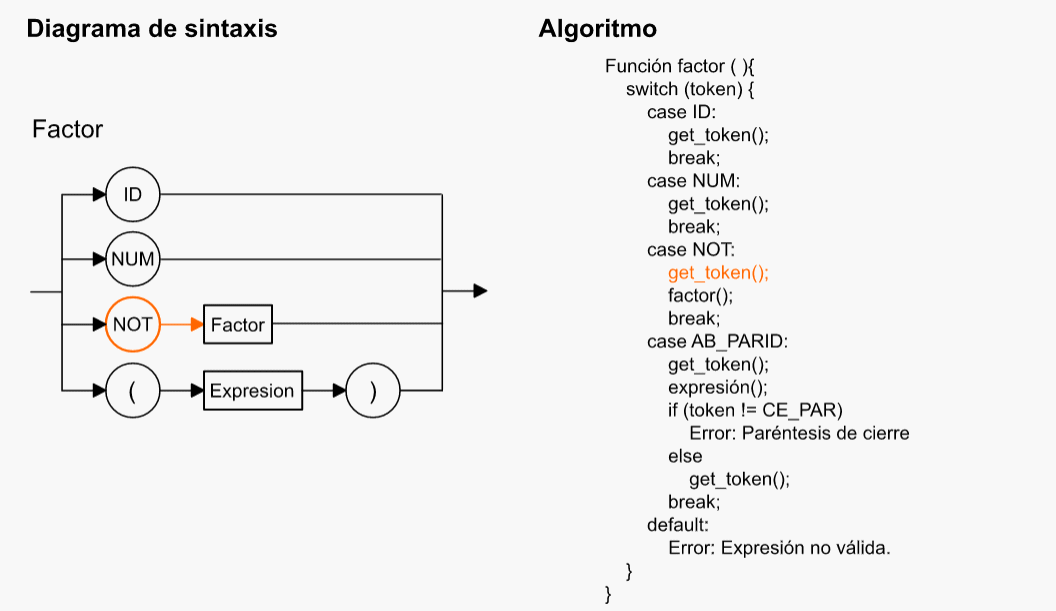 Diagrama de sintaxis
Factor
ID
NUM
NOT
Factor
(
Expresion
)
Algoritmo
Función factor ( ){
switch (token) {
case ID:
get_token();
break;
case NUM:
get_token();
break;
case NOT:
get_token();
factor();
break;
case AB_PARID:
get_token();
expresión();
if (token != CE_PAR)
Error: Paréntesis de cierre
else
get_token();
break;
default:
Error: Expresión no válida.
}
}